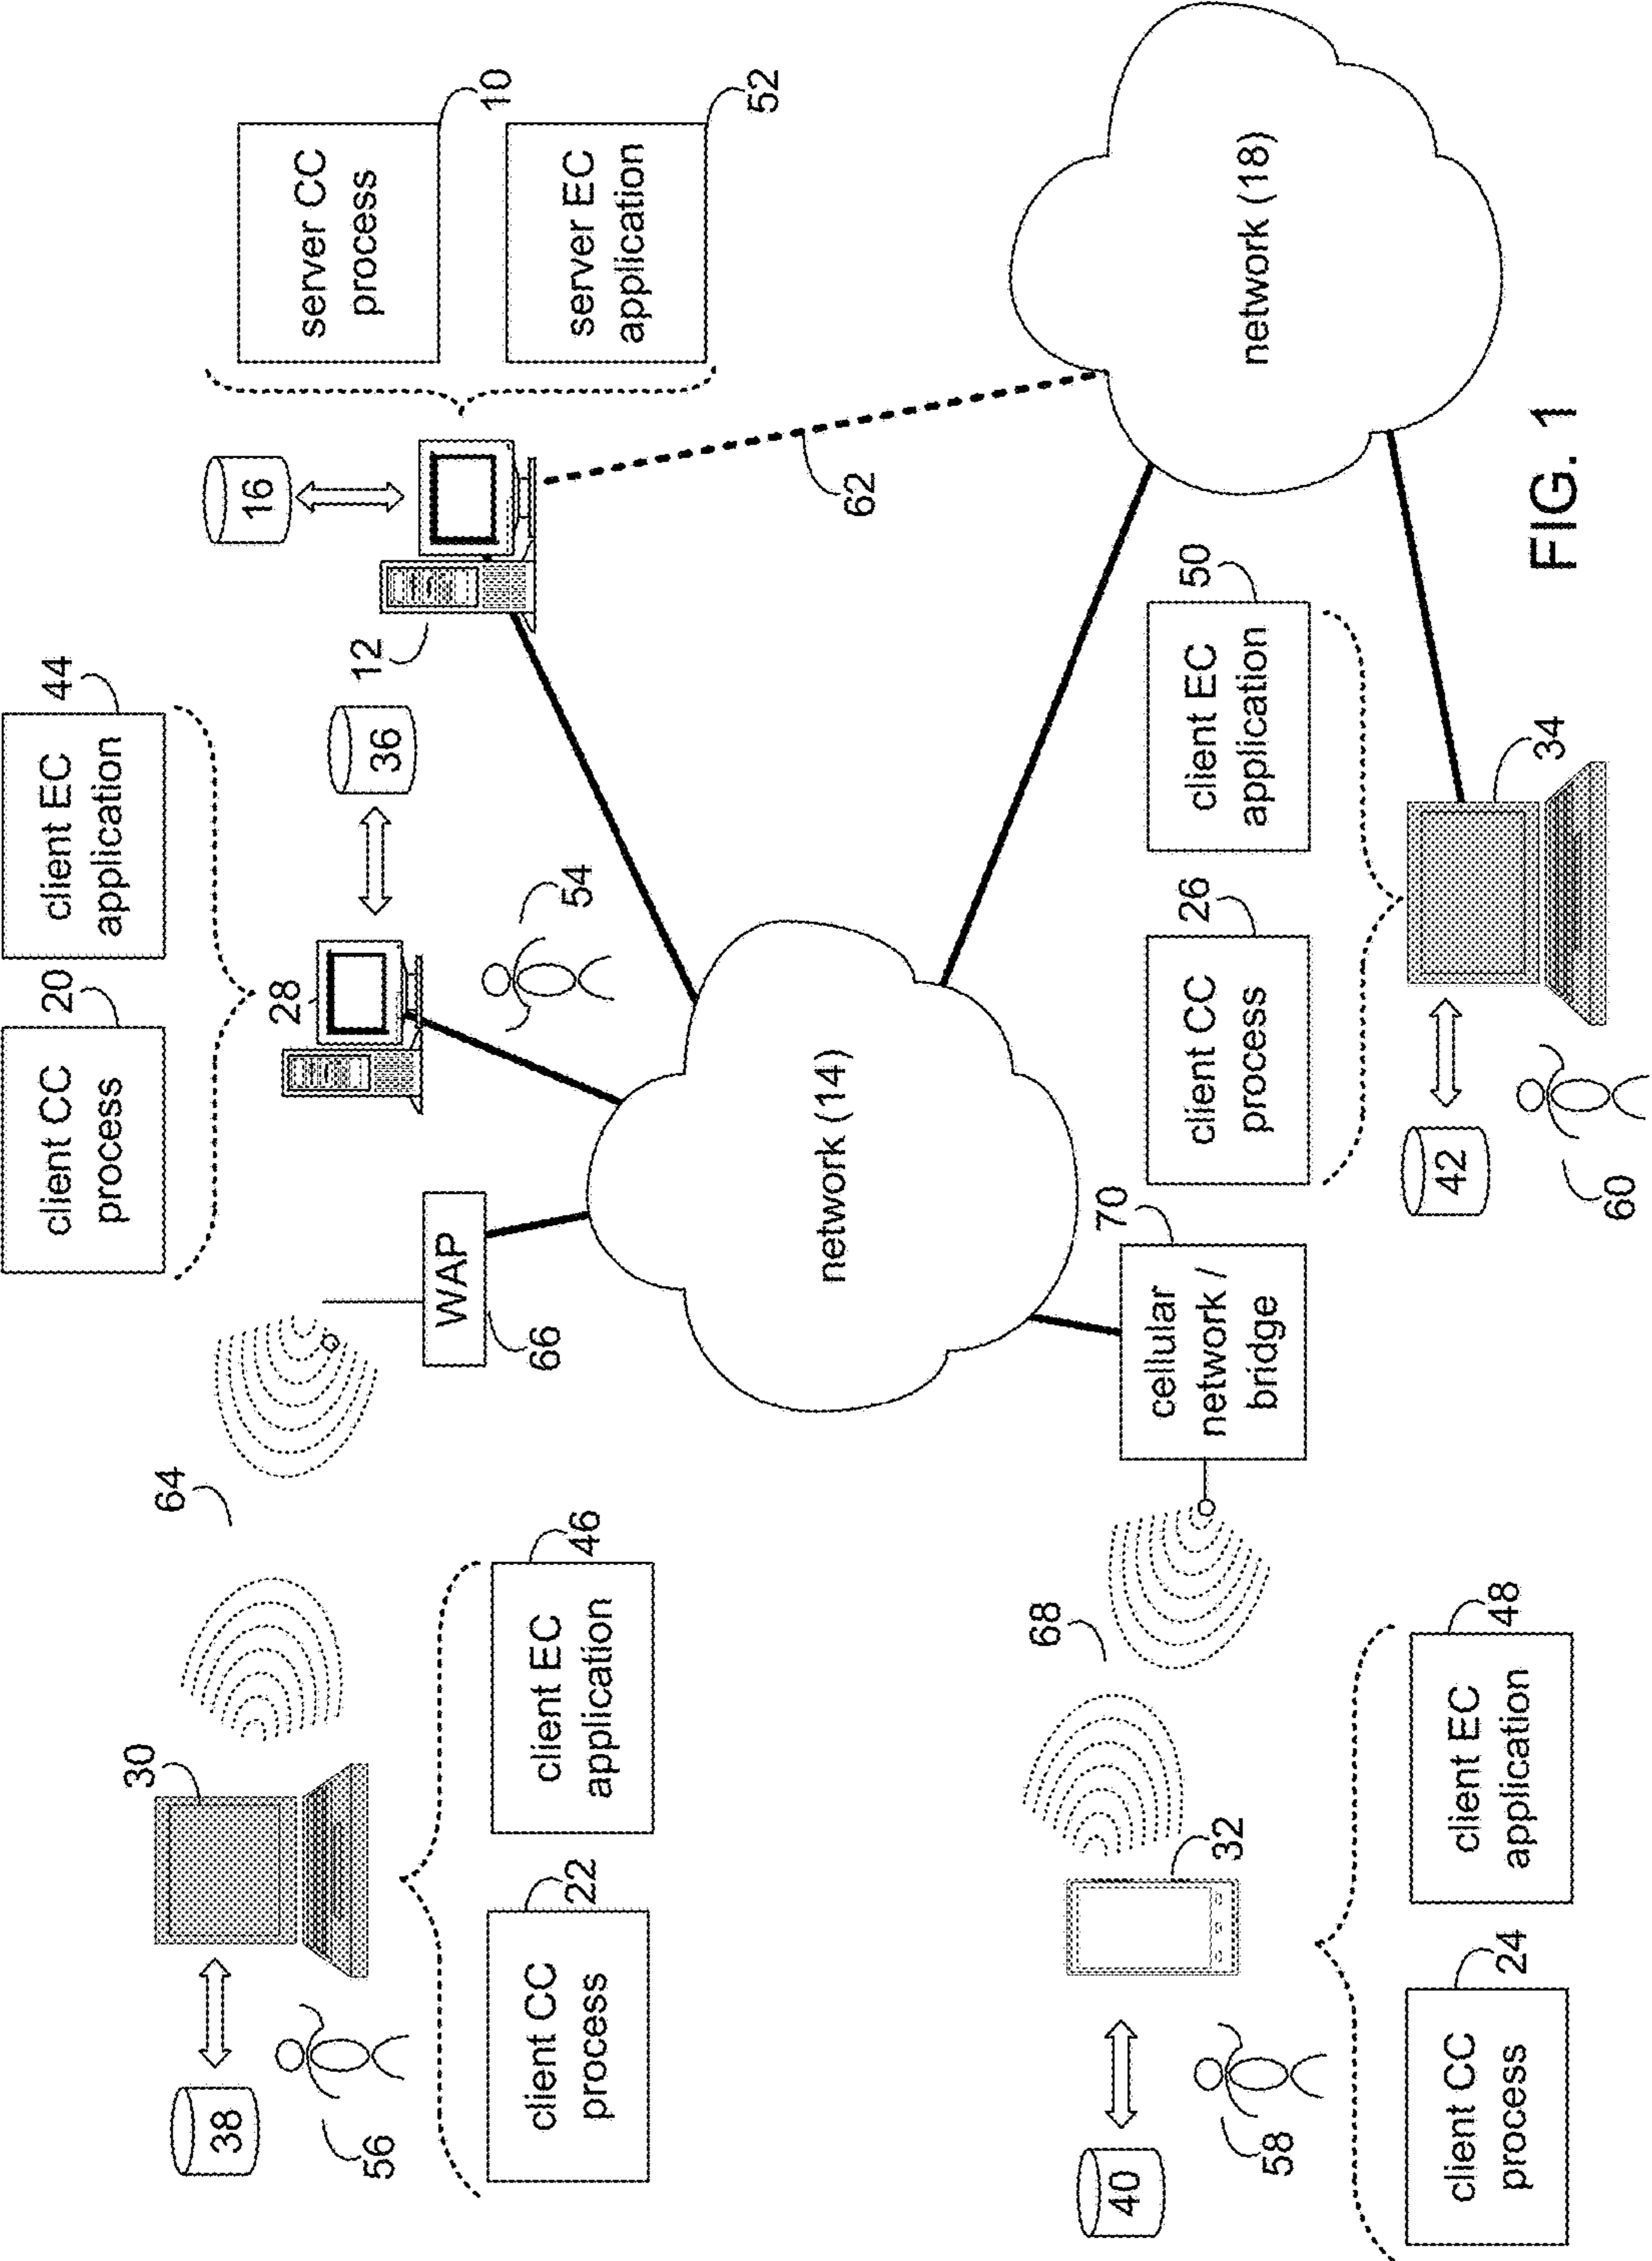 client CC
process
20
client EC
application
44
30
64
38
56
28
36
16
12
server CC
process
10
server EC
application
52
WAP
66
54
client CC
process
22
client EC
application
46
network (14)
62
68
70
cellular
network /
bridge
40
58
32
client CC
process
26
client EC
application
50
network (18)
client CC
process
24
client EC
application
48
42
60
34
FIG. 1